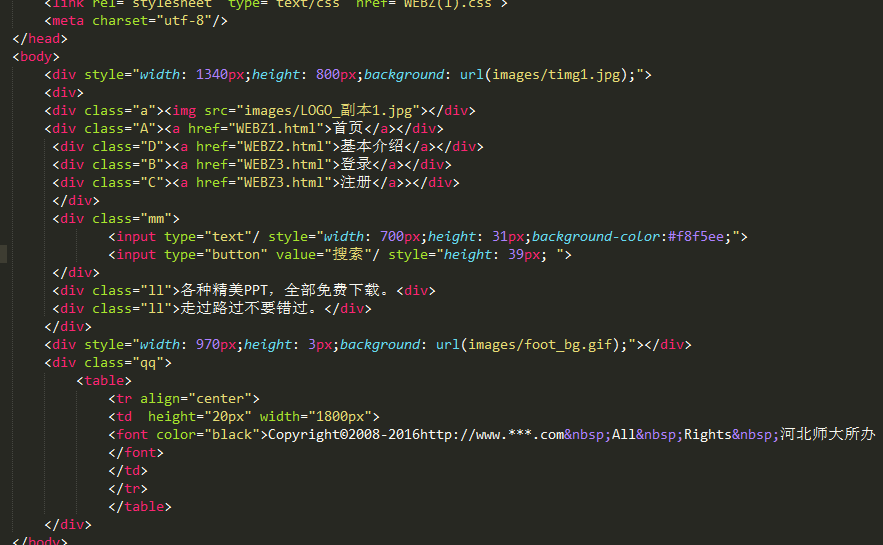 <link rel="stylesheet" type="text/css" href="WEBZ(1).css">
<meta charset="utf-8"/>
</head>
<body>
<div style="width: 1340px;height: 800px;background: url(images/timg1.jpg);">
<div>
<div class="a"><img src="images/LOGO_副本1.jpg"></div>
<div class="A"><a href="WEBZ1.html">首页</a></div>
<div class="D"><a href="WEBZ2.html">基本介绍</a></div>
<div class="B"><a href="WEBZ3.html">登录</a></div>
<div class="C"><a href="WEBZ3.html">注册</a>></div>
</div>
<div class="mm">
<input type="text"/ style="width: 700px;height: 31px;background-color:#f8f5ee;">
<input type="button" value="搜索"/ style="height: 39px; ">
</div>
<div class="ll">各种精美PPT，全部免费下载。<div>
<div class="ll">走过路过不要错过。</div>
</div>
<div style="width: 970px;height: 3px;background: url(images/foot_bg.gif);"></div>
<div class="qq">
<table>
<tr align="center">
<td  height="20px" width="1800px">
<font color="black">Copyright©2008-2016http://www.***.com&nbsp;All&nbsp;Rights&nbsp;河北师大所办
</font>
</td>
</tr>
</table>
</div>
</body>